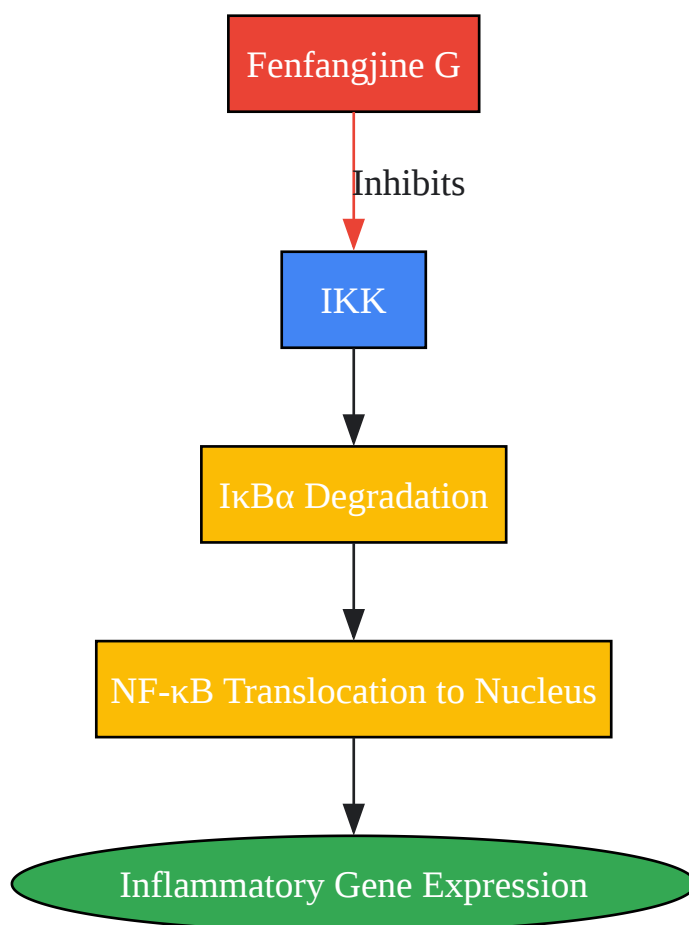 Fenfangjine G
Inhibits
IKK
IκBα Degradation
NF-κB Translocation to Nucleus
Inflammatory Gene Expression